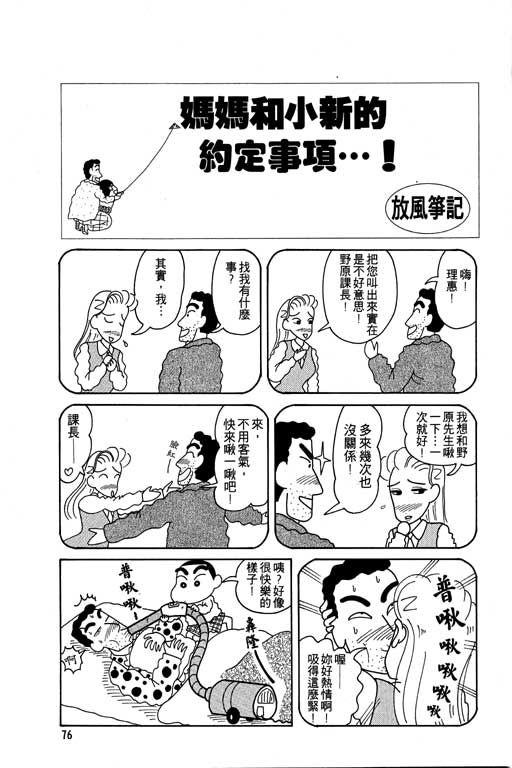 媽媽和小新的
約定事項…！
放風箏記
嗨！
理惠！
把您叫出來實在
是不好意思！
野原課長！
找我有什麼
事？
其實，我…
我想和野
原先生啾
一下…一
次就好！
多來幾次也
沒關係！
來，
不用客氣，
快來啾一啾吧！
臉紅
課長——♡
普啾啾啾啾
喔——
妳好熱情啊！
吸得這麼緊！
咦？好像
很快樂的
樣子！
普啾啾！
轟隆
啊
76